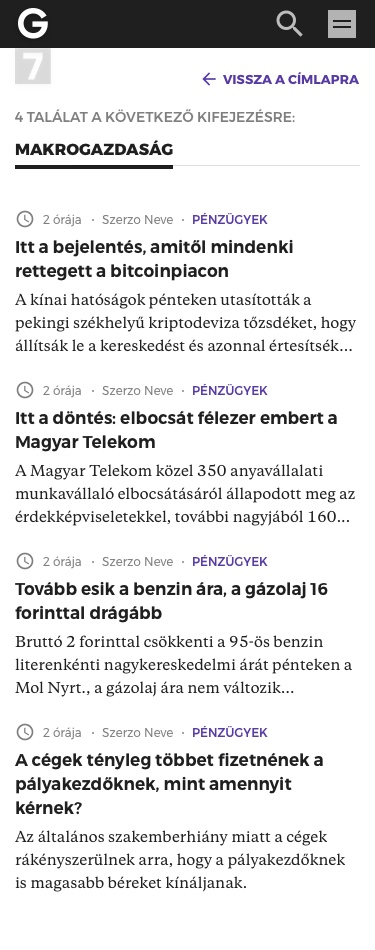 G
7
VISSZA A CÍMLAPRA
4 TALÁLAT A KÖVETKEZŐ KIFEJEZÉSRE:
MAKROGAZDASÁG
2 órája · Szerzo Neve · PÉNZÜGYEK
Itt a bejelentés, amitől mindenki
rettegett a bitcoinpiacon
A kínai hatóságok pénteken utasították a
pekingi székhelyű kriptodeviza tőzsdéket, hogy
állítsák le a kereskedést és azonnal értesítsék...
2 órája · Szerzo Neve · PÉNZÜGYEK
Itt a döntés: elbocsát félezer embert a
Magyar Telekom
A Magyar Telekom közel 350 anyavállalati
munkavállaló elbocsátásáról állapodott meg az
érdekképviseletekkel, további nagyjából 160...
2 órája · Szerzo Neve · PÉNZÜGYEK
Tovább esik a benzin ára, a gázolaj 16
forinttal drágább
Bruttó 2 forinttal csökkenti a 95-ös benzin
literenkénti nagykereskedelmi árát pénteken a
Mol Nyrt., a gázolaj ára nem változik...
2 órája · Szerzo Neve · PÉNZÜGYEK
A cégek tényleg többet fizetnének a
pályakezdőknek, mint amennyit
kérnek?
Az általános szakemberhiány miatt a cégek
rákényszerülnek arra, hogy a pályakezdőknek
is magasabb béreket kínáljanak.